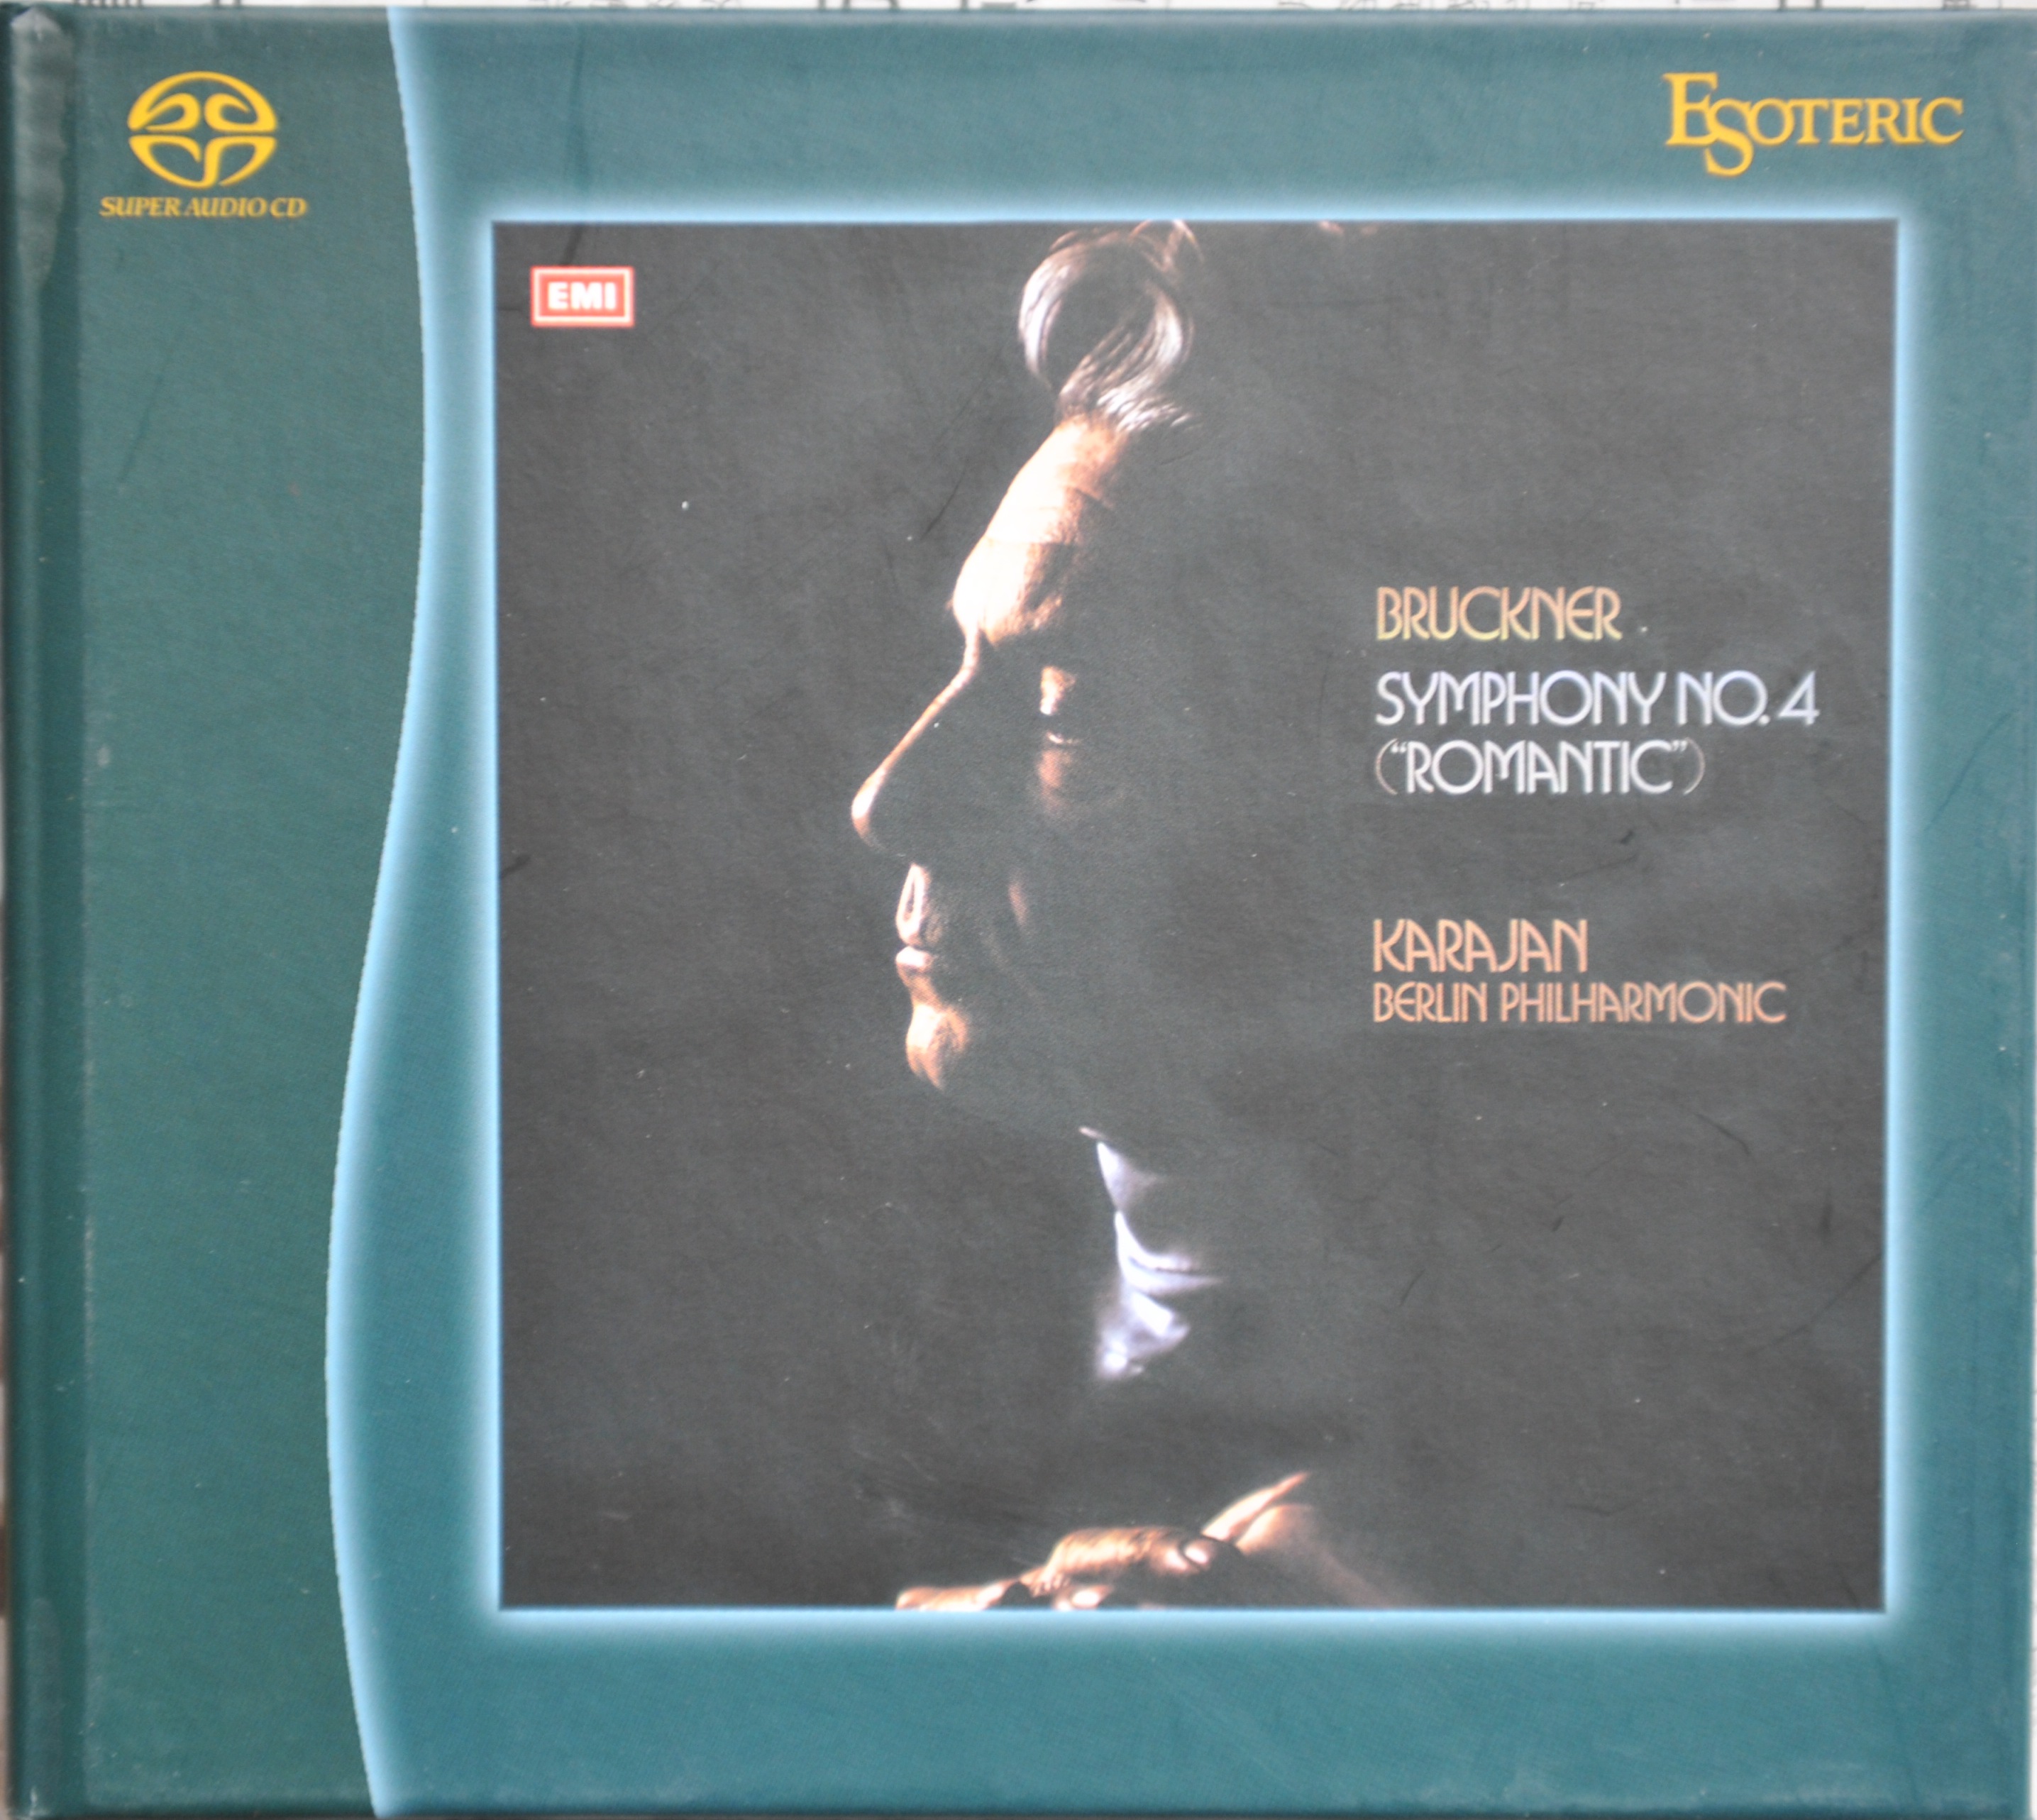 SUPER AUDIO CD
ESOTERIC
EMI
BRUCKNER
SYMPHONY NO. 4
("ROMANTIC")
KARAJAN
BERLIN PHILHARMONIC